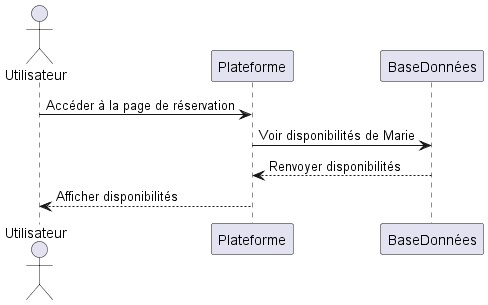 Utilisateur
Plateforme
BaseDonnées
Accéder à la page de réservation
Voir disponibilités de Marie
Renvoyer disponibilités
Afficher disponibilités
Utilisateur
Plateforme
BaseDonnées